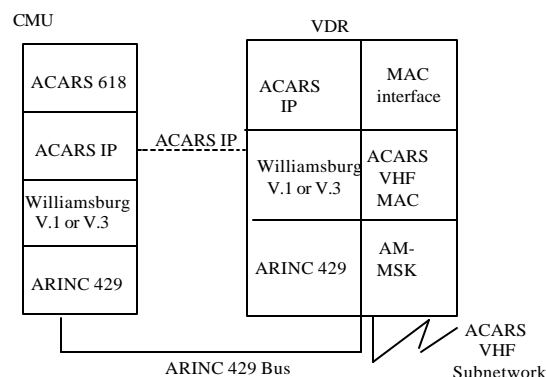 CMU
ACARS 618
ACARS IP
Williamsburg
V.1 or V.3
ARINC 429
ACARS IP
VDR
ACARS
IP
MAC
interface
Williamsburg
V.1 or V.3
ACARS
VHF
MAC
ARINC 429
AM-
MSK
ARINC 429 Bus
ACARS
VHF
Subnetwork